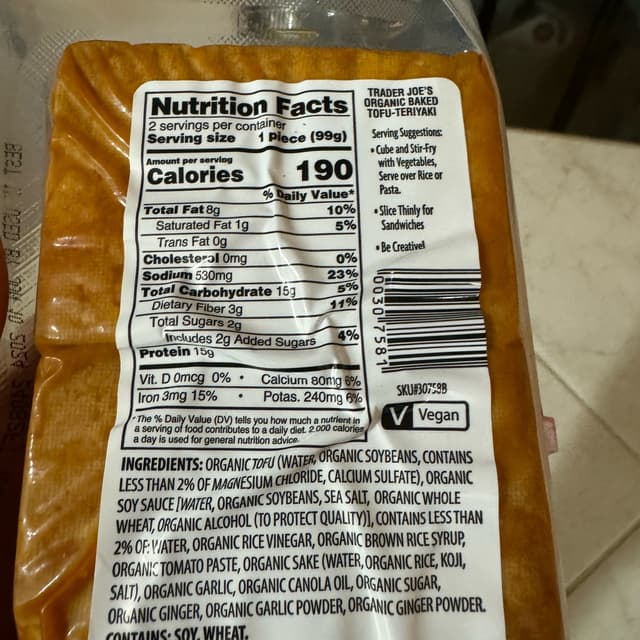 Nutrition Facts
2 servings per container
Serving size 1 piece (99g)
Amount per serving
Calories 190
% Daily Value*
Total Fat 8g 10%
Saturated Fat 1g 5%
Trans Fat 0g
Cholesterol 0mg 0%
Sodium 530mg 23%
Total Carbohydrate 15g 5%
Dietary Fiber 3g 11%
Total Sugars 2g
Includes 2g Added Sugars 4%
Protein 15g
Vit. D 0mcg 0% • Calcium 80mg 6%
Iron 3mg 15% • Potas. 240mg 6%
*The % Daily Value (DV) tells you how much a nutrient in
a serving of food contributes to a daily diet. 2,000 calories
a day is used for general nutrition advice.
TRADER JOE'S
ORGANIC BAKED
TOFU-TERIYAKI
Serving Suggestions:
• Cube and Stir-Fry
with Vegetables,
Serve over Rice or
Pasta.
• Slice Thinly for
Sandwiches
• Be Creative!
00307581
SKU#30758B
V Vegan
INGREDIENTS: ORGANIC TOFU (WATER, ORGANIC SOYBEANS, CONTAINS
LESS THAN 2% OF MAGNESIUM CHLORIDE, CALCIUM SULFATE), ORGANIC
SOY SAUCE [WATER, ORGANIC SOYBEANS, SEA SALT, ORGANIC WHOLE
WHEAT, ORGANIC ALCOHOL (TO PROTECT QUALITY)], CONTAINS LESS THAN
2% OF: WATER, ORGANIC RICE VINEGAR, ORGANIC BROWN RICE SYRUP,
ORGANIC TOMATO PASTE, ORGANIC SAKE (WATER, ORGANIC RICE, KOJI,
SALT), ORGANIC GARLIC, ORGANIC CANOLA OIL, ORGANIC SUGAR,
ORGANIC GINGER, ORGANIC GARLIC POWDER, ORGANIC GINGER POWDER.
CONTAINS: SOY, WHEAT.